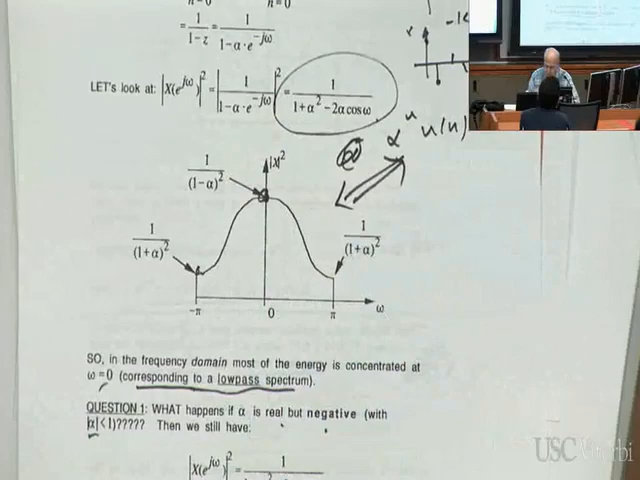 = 1/(1-z) = 1/(1-α·e^{-jω})
LET's look at: |X(e^{jω})|^2 = |1/(1-α·e^{-jω})|^2 = 1/(1+α^2-2α cos ω)
α^n u(n)
|X|^2
1/(1-α)^2
1/(1+α)^2
1/(1+α)^2
-π 0 π ω
SO, in the frequency domain most of the energy is concentrated at
ω=0 (corresponding to a lowpass spectrum).
QUESTION 1: WHAT happens if α is real but negative (with
|α|<1)????? Then we still have:
|X(e^{jω})|^2 = 1
USC Viterbi